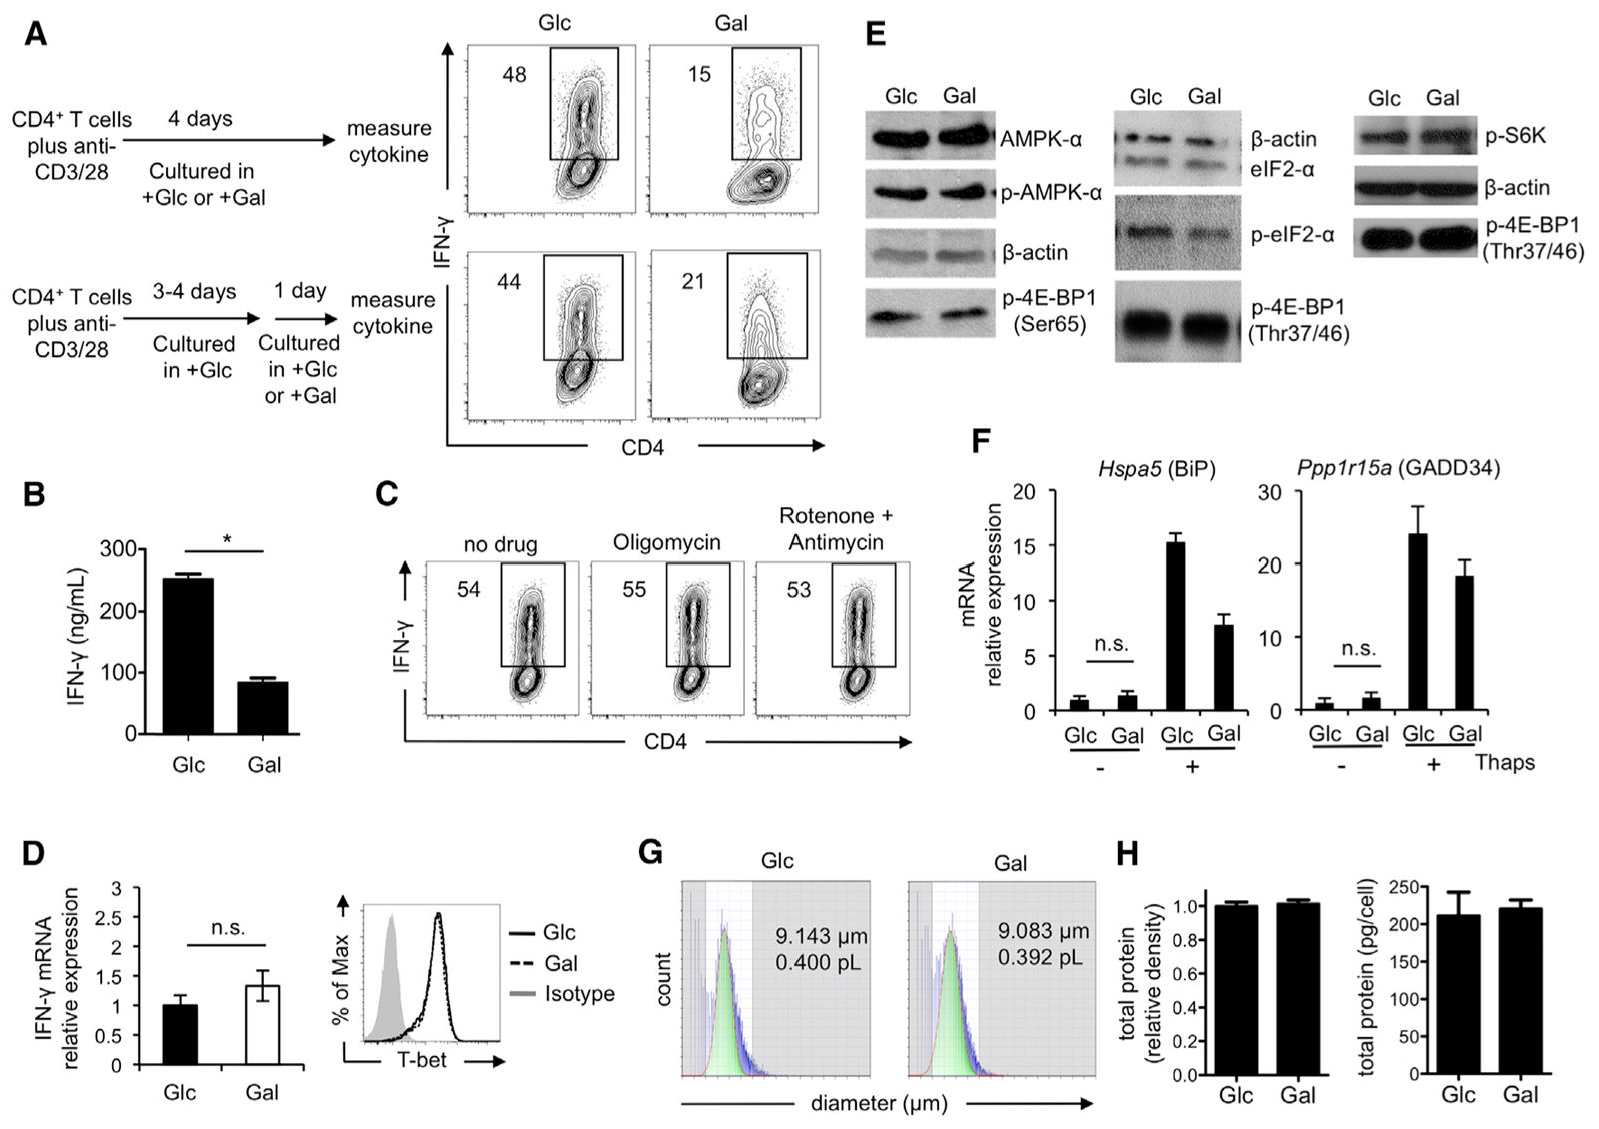 A
Glc
Gal
CD4+ T cells
plus anti-
CD3/28
4 days
Cultured in
+Glc or +Gal
measure
cytokine
48
15
CD4+ T cells
plus anti-
CD3/28
3-4 days
Cultured
in +Glc
1 day
Cultured
in +Glc
or +Gal
measure
cytokine
44
21
IFN-γ
CD4
B
IFN-γ (ng/mL)
300
200
100
0
*
Glc
Gal
C
no drug
Oligomycin
Rotenone +
Antimycin
54
55
53
IFN-γ
CD4
D
IFN-γ mRNA
relative expression
3
2.5
2
1.5
1
0.5
0
n.s.
Glc
Gal
% of Max
T-bet
Glc
Gal
Isotype
E
Glc Gal
AMPK-α
p-AMPK-α
β-actin
p-4E-BP1
(Ser65)
Glc Gal
β-actin
eIF2-α
p-eIF2-α
p-4E-BP1
(Thr37/46)
Glc Gal
p-S6K
β-actin
p-4E-BP1
(Thr37/46)
F
Hspa5 (BiP)
mRNA
relative expression
20
15
10
5
0
n.s.
Glc Gal Glc Gal
- +
Ppp1r15a (GADD34)
30
20
10
0
n.s.
Glc Gal Glc Gal
- + Thaps
G
Glc
Gal
count
9.143 µm
0.400 pL
9.083 µm
0.392 pL
diameter (µm)
H
total protein
(relative density)
1.0
0.8
0.6
0.4
0.2
0.0
Glc Gal
total protein (pg/cell)
250
200
150
100
50
0
Glc Gal